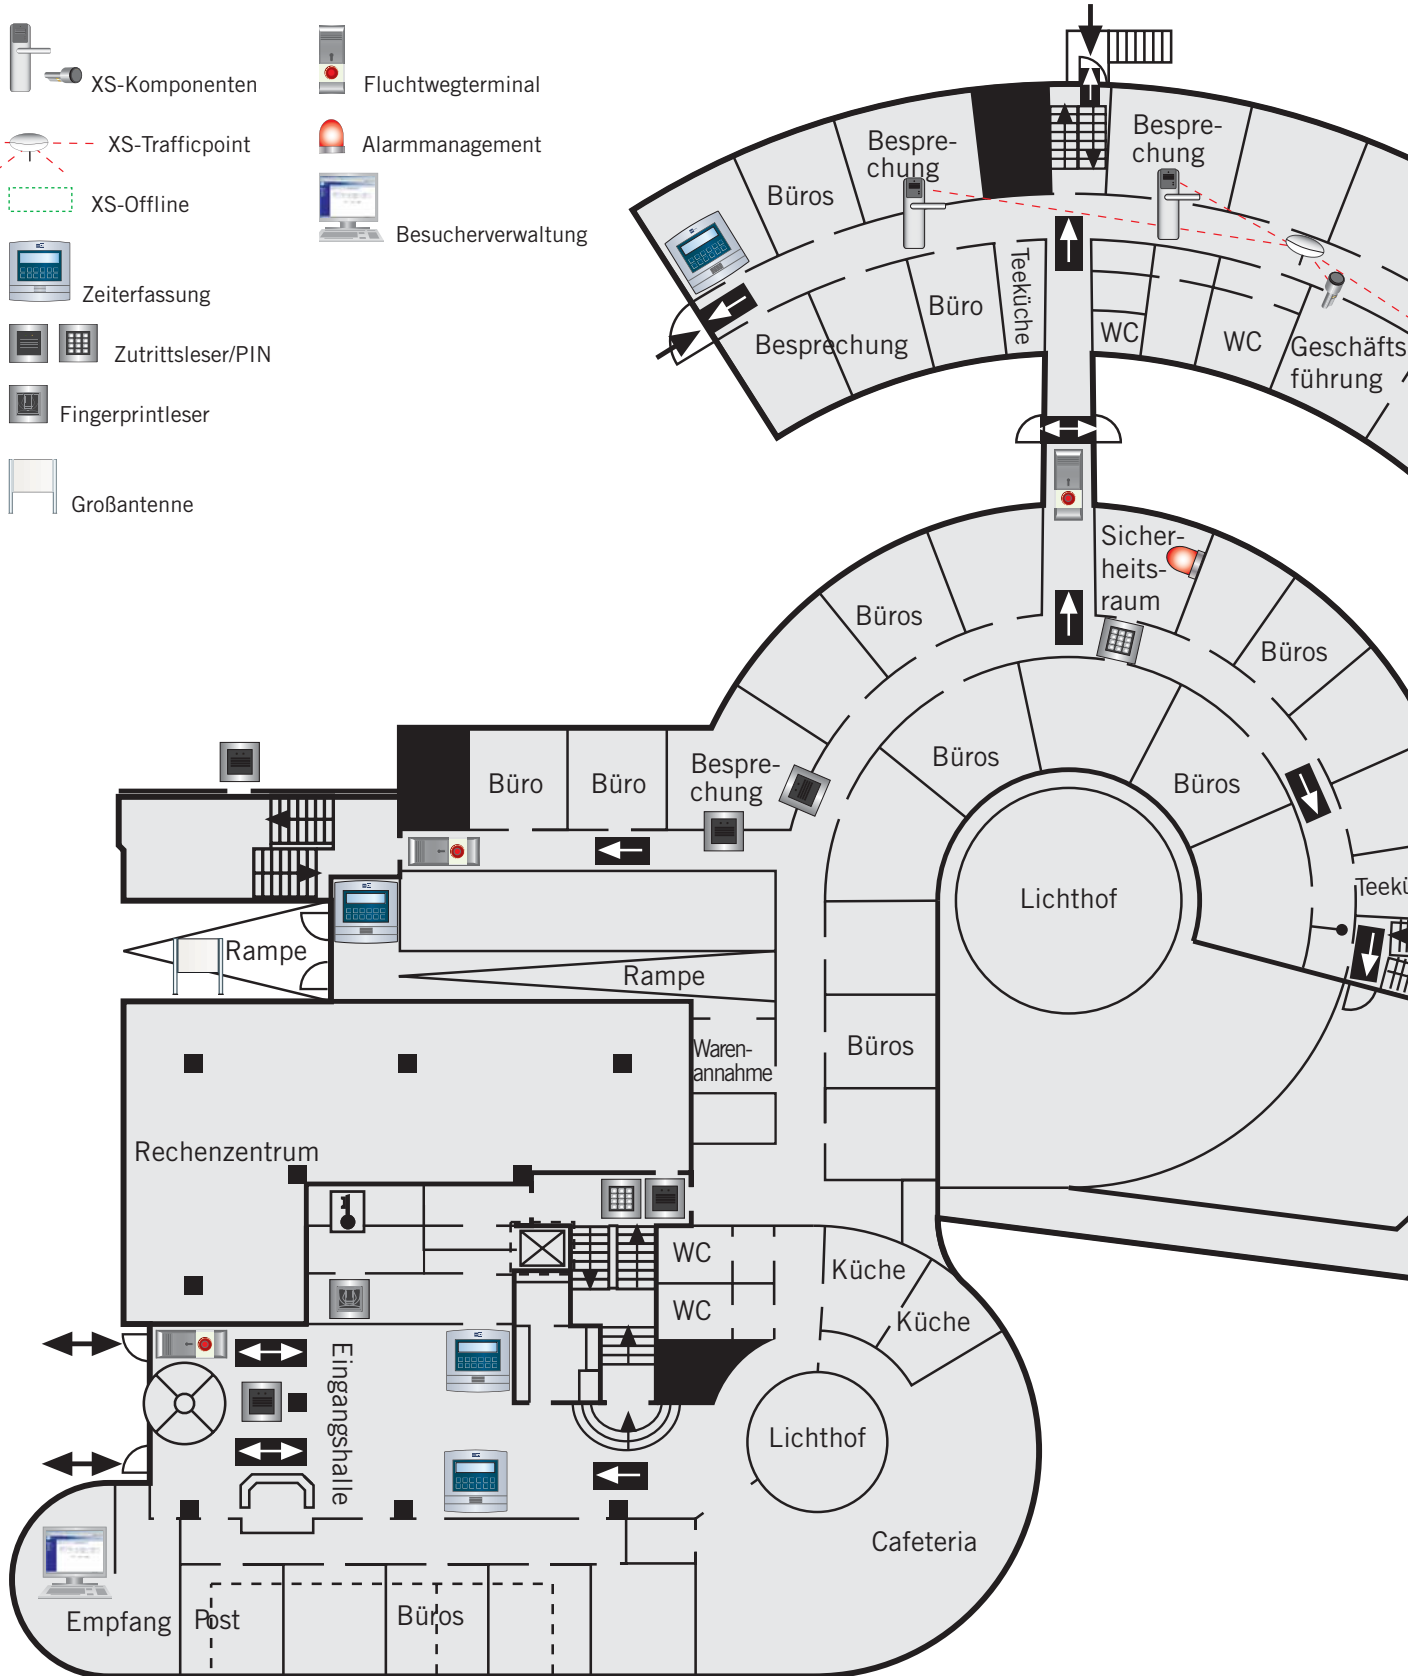 XS-Komponenten
XS-Trafficpoint
XS-Offline
Zeiterfassung
Zutrittsleser/PIN
Fingerprintleser
Großantenne
Fluchtwegterminal
Alarmmanagement
Besucherverwaltung
Bespre-
chung
Büros
Bespre-
chung
Teeküche
Büro
Besprechung
WC
WC
Geschäfts
führung
Sicher-
heits-
raum
Büros
Büros
Büros
Büros
Büro
Büro
Bespre-
chung
Lichthof
Teekü
Rampe
Rampe
Büros
Waren-
annahme
Rechenzentrum
WC
WC
Küche
Küche
Eingangshalle
Lichthof
Cafeteria
Empfang
Post
Büros